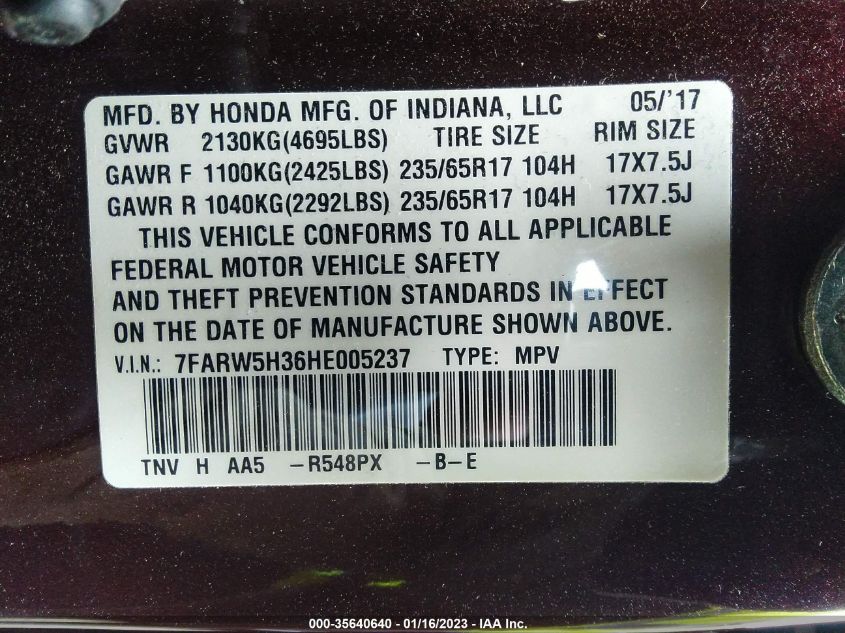 MFD. BY HONDA MFG. OF INDIANA, LLC 05/'17
GVWR 2130KG(4695LBS) TIRE SIZE RIM SIZE
GAWR F 1100KG(2425LBS) 235/65R17 104H 17X7.5J
GAWR R 1040KG(2292LBS) 235/65R17 104H 17X7.5J
THIS VEHICLE CONFORMS TO ALL APPLICABLE
FEDERAL MOTOR VEHICLE SAFETY
AND THEFT PREVENTION STANDARDS IN EFFECT
ON THE DATE OF MANUFACTURE SHOWN ABOVE.
V.I.N.: 7FARW5H36HE005237 TYPE: MPV
TNV H AA5 -R548PX -B-E
000-35640640 - 01/16/2023 - IAA Inc.